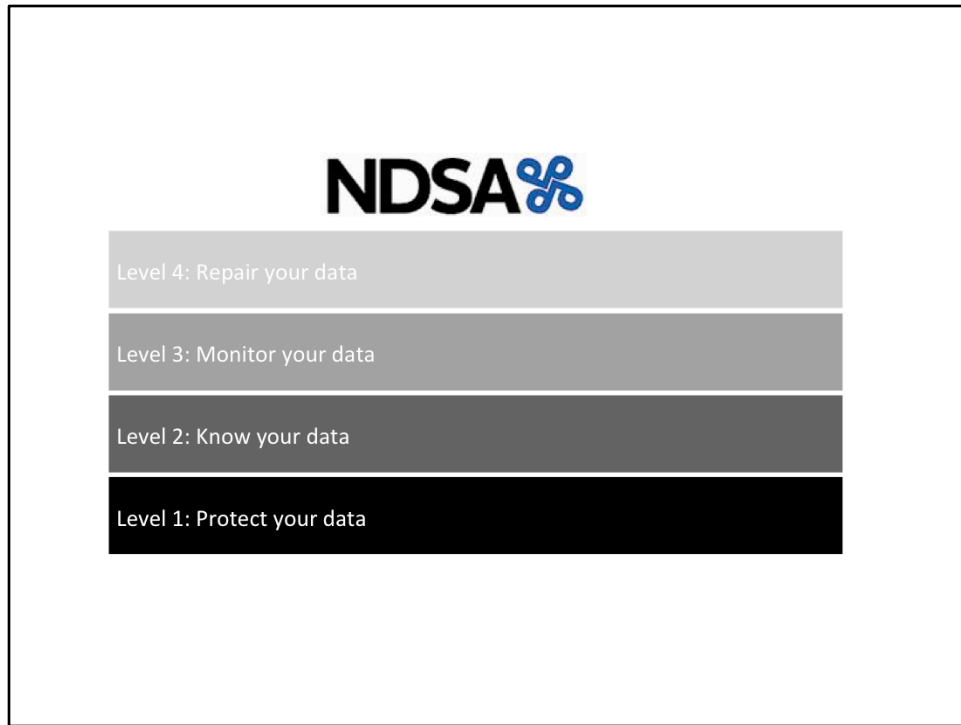 NDSA
Level 4: Repair your data
Level 3: Monitor your data
Level 2: Know your data
Level 1: Protect your data